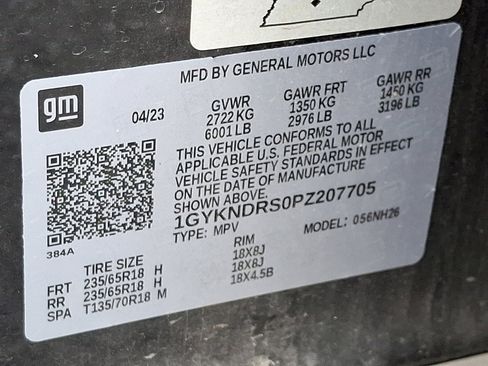 gm
MFD BY GENERAL MOTORS LLC
04/23
GVWR GAWR FRT GAWR RR
2722 KG 1350 KG 1450 KG
6001 LB 2976 LB 3196 LB
THIS VEHICLE CONFORMS TO ALL
APPLICABLE U.S. FEDERAL MOTOR
VEHICLE SAFETY STANDARDS IN EFFECT
ON THE DATE OF MANUFACTURE
SHOWN ABOVE.
1GYKNDRS0PZ207705
TYPE: MPV MODEL: 056NH26
384A
TIRE SIZE RIM
FRT 235/65R18 H 18X8J
RR 235/65R18 H 18X8J
SPA T135/70R18 M 18X4.5B